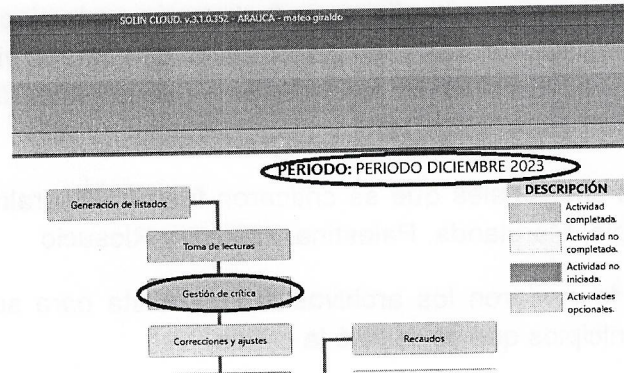 SOLIN CLOUD. v.3.1.0.352 - ARAUCA - mateo giraldo
PERIODO: PERIODO DICIEMBRE 2023
DESCRIPCIÓN
Actividad
completada.
Actividad no
completada.
Actividad no
iniciada.
Actividades
opcionales.
Generación de listados
Toma de lecturas
Gestión de crítica
Correcciones y ajustes
Recaudos